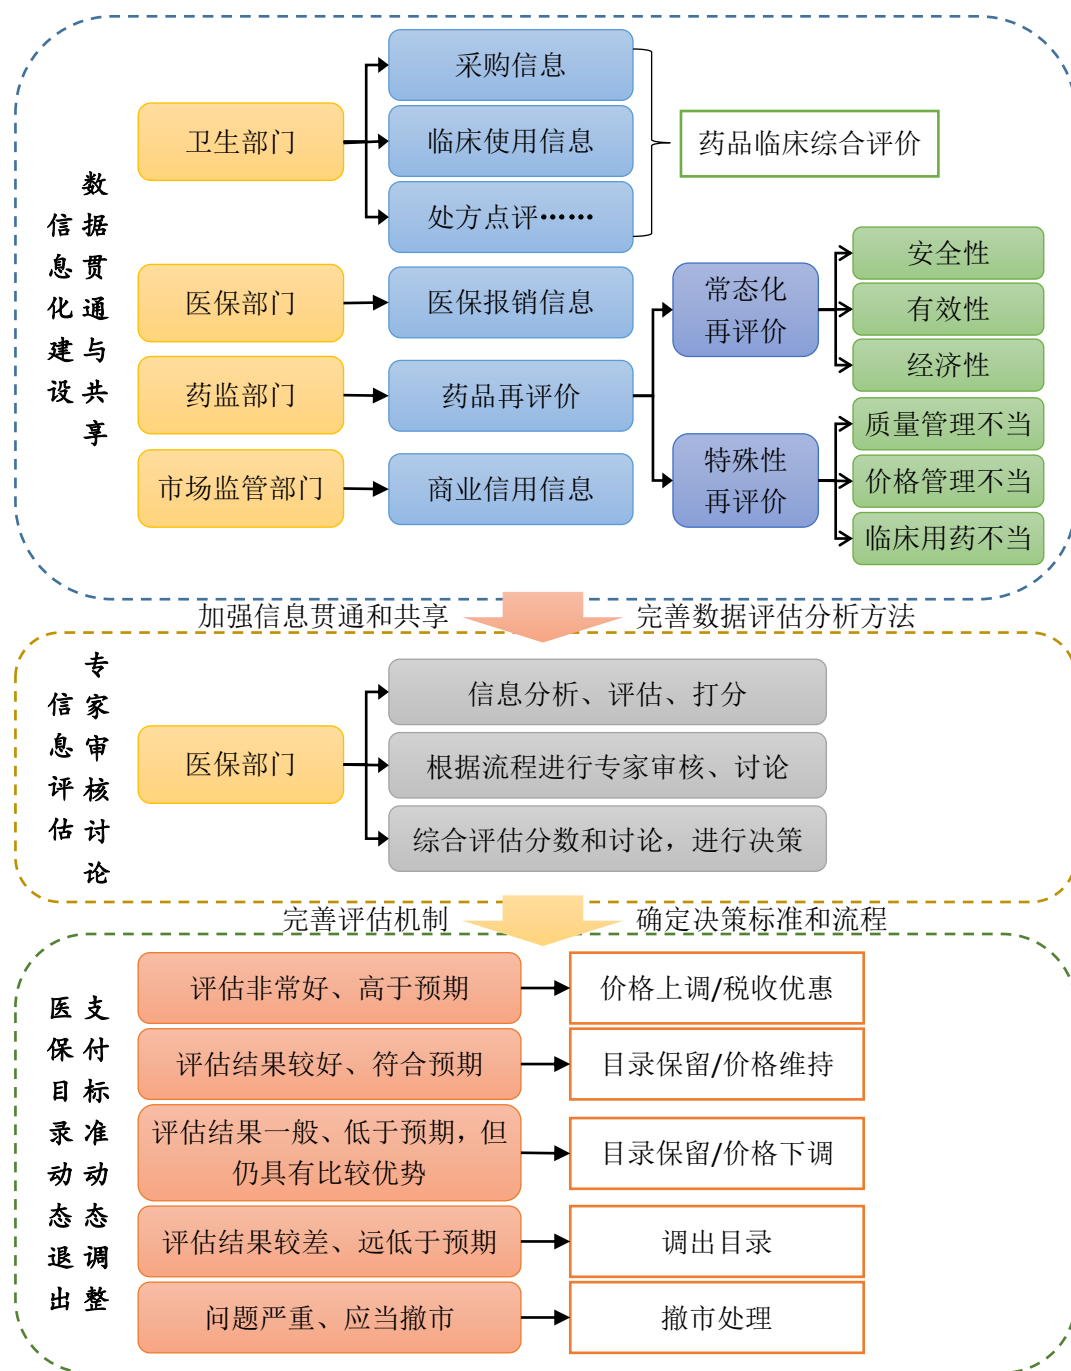 信息化建设
数据贯通与共享
卫生部门
采购信息
临床使用信息
处方点评……
药品临床综合评价
医保部门
医保报销信息
药监部门
药品再评价
市场监管部门
商业信用信息
常态化
再评价
安全性
有效性
经济性
特殊性
再评价
质量管理不当
价格管理不当
临床用药不当
加强信息贯通和共享
完善数据评估分析方法
信息评估
专家审核讨论
医保部门
信息分析、评估、打分
根据流程进行专家审核、讨论
综合评估分数和讨论，进行决策
完善评估机制
确定决策标准和流程
医保目录动态退出
支付标准动态调整
评估非常好、高于预期
价格上调/税收优惠
评估结果较好、符合预期
目录保留/价格维持
评估结果一般、低于预期，但
仍具有比较优势
目录保留/价格下调
评估结果较差、远低于预期
调出目录
问题严重、应当撤市
撤市处理